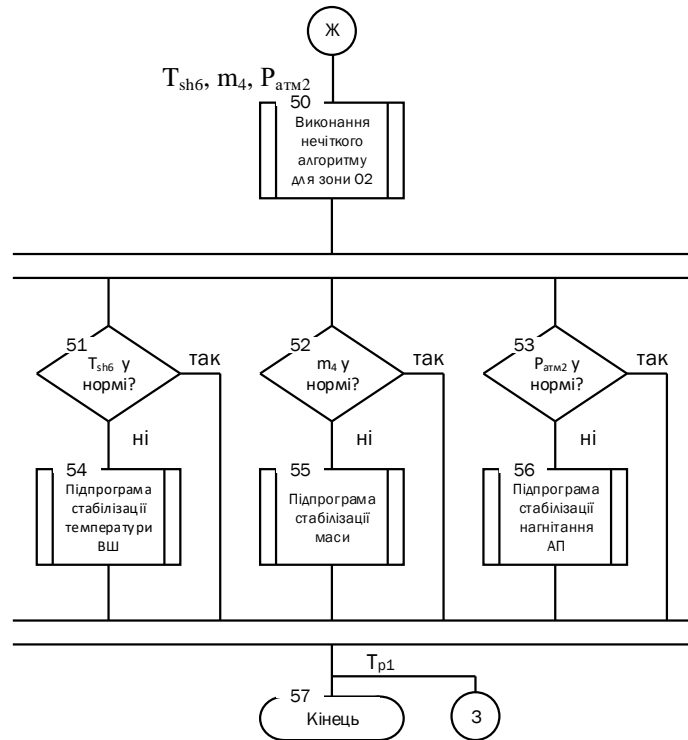 Ж
Tsh6, m4, Pатм2
50
Виконання
нечіткого
алгоритму
для зони О2
51
Tsh6 у
нормі?
так
ні
52
m4 у
нормі?
так
ні
53
Pатм2 у
нормі?
так
ні
54
Підпрограма
стабілізації
температури
ВШ
55
Підпрограма
стабілізації
маси
56
Підпрограма
стабілізації
нагнітання
АП
Tp1
57
Кінець
З